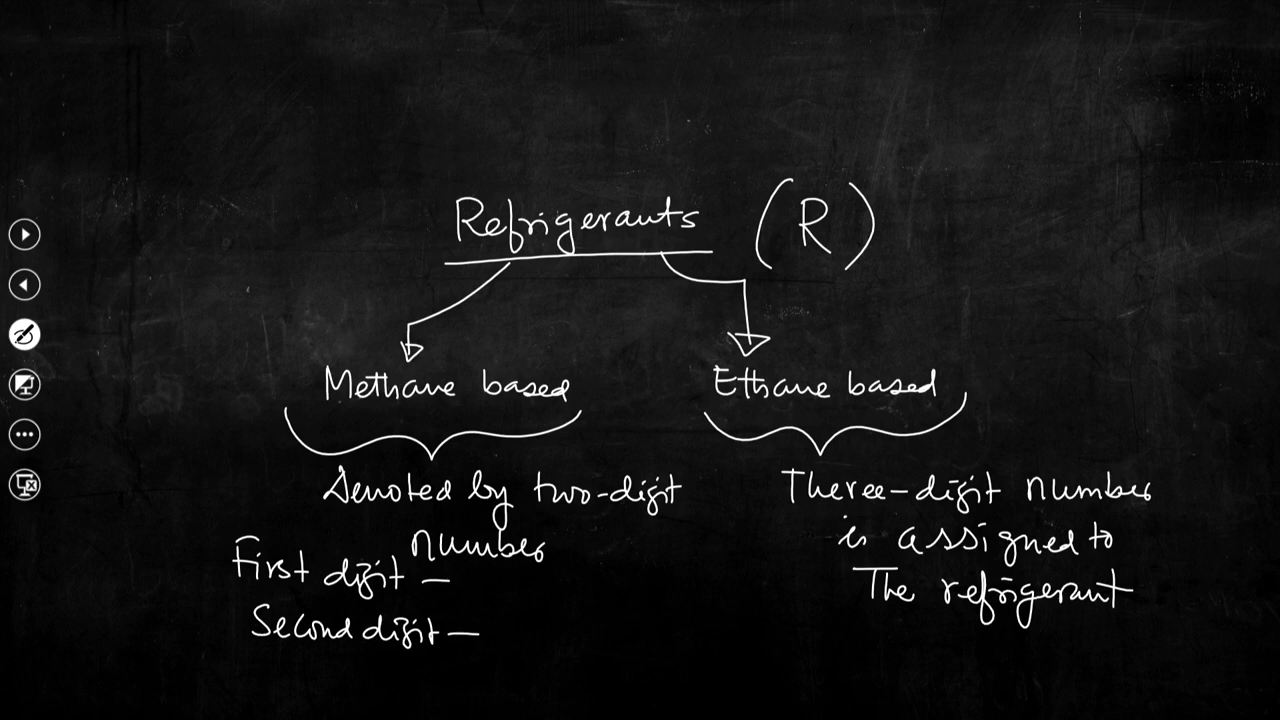 Refrigerants (R)
Methane based
Ethane based
Denoted by two-digit
number
First digit –
Second digit –
Theree-digit number
is assigned to
The refrigerant